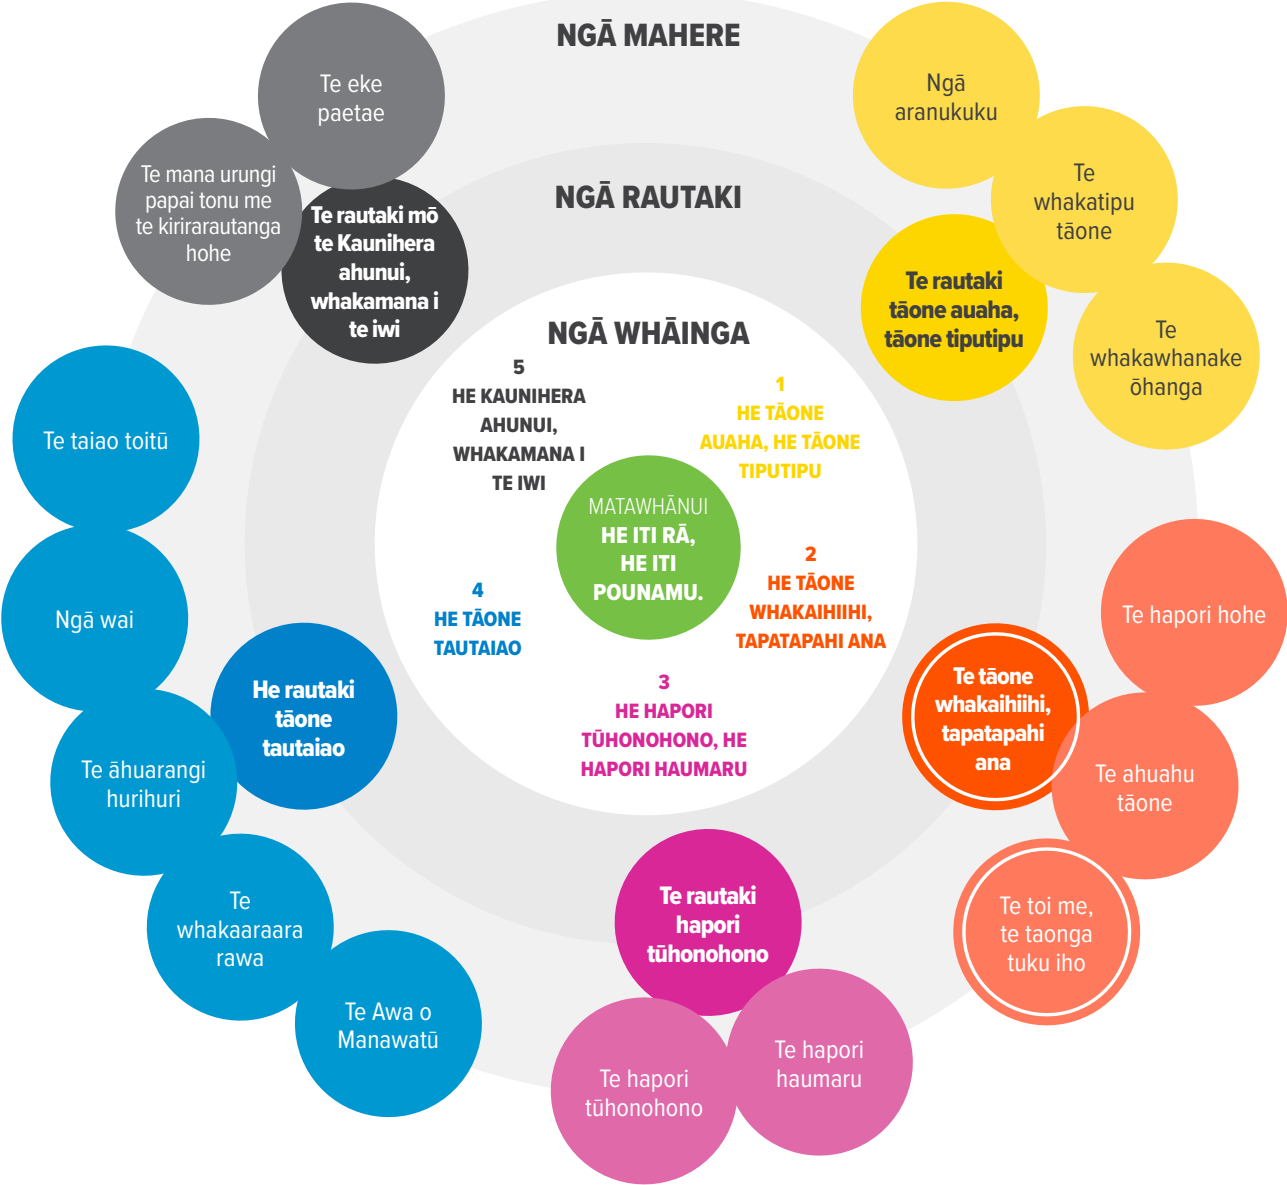 NGĀ MAHERE
NGĀ RAUTAKI
NGĀ WHĀINGA
MATAWHĀNUI
HE ITI RĀ,
HE ITI
POUNAMU.
1
HE TĀONE
AUAHA, HE TĀONE
TIPUTIPU
2
HE TĀONE
WHAKAIHIIHI,
TAPATAPAHI ANA
3
HE HAPORI
TŪHONOHONO, HE
HAPORI HAUMARU
4
HE TĀONE
TAUTAIAO
5
HE KAUNIHERA
AHUNUI,
WHAKAMANA I
TE IWI
Te rautaki
tāone auaha,
tāone tiputipu
Ngā
aranukuku
Te
whakatipu
tāone
Te
whakawhanake
ōhanga
Te tāone
whakaihiihi,
tapatapahi
ana
Te hapori hohe
Te ahuahu
tāone
Te toi me,
te taonga
tuku iho
Te rautaki
hapori
tūhonohono
Te hapori
haumaru
Te hapori
tūhonohono
He rautaki
tāone
tautaiao
Te Awa o
Manawatū
Te
whakaaraara
rawa
Te āhuarangi
hurihuri
Ngā wai
Te taiao toitū
Te rautaki mō
te Kaunihera
ahunui,
whakamana i
te iwi
Te mana urungi
papai tonu me
te kirirarautanga
hohe
Te eke
paetae